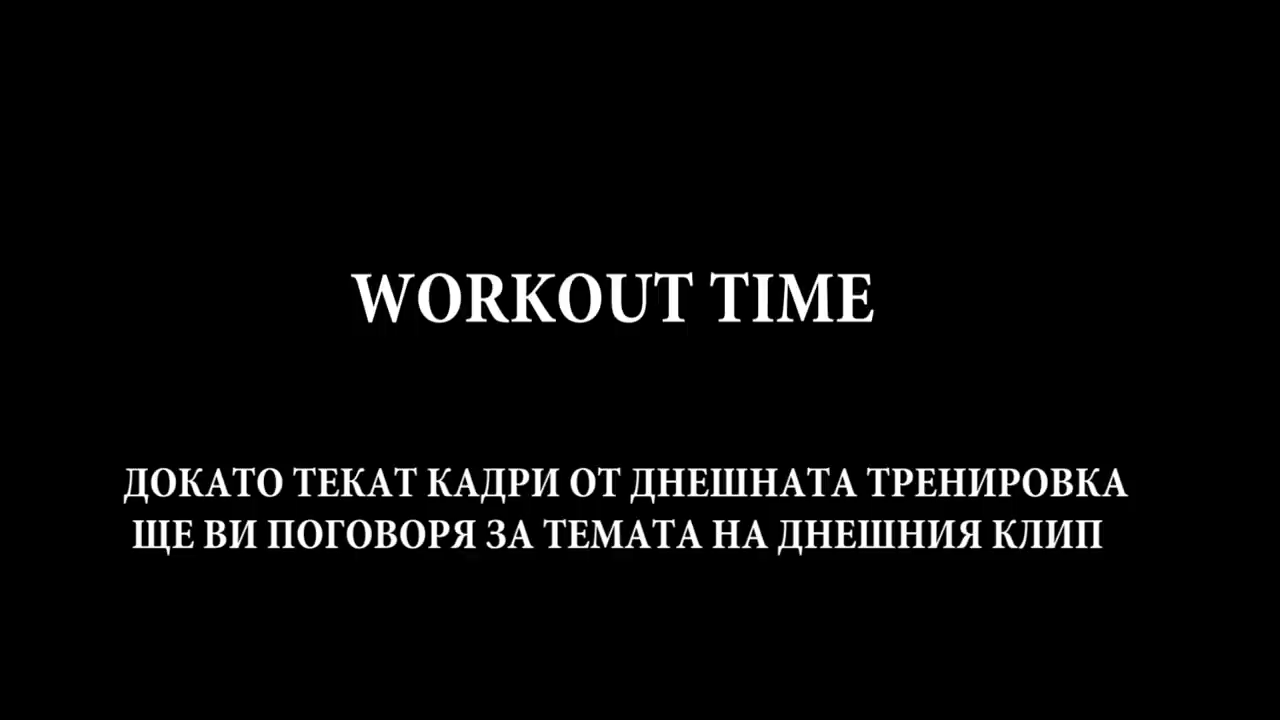 WORKOUT TIME
ДОКАТО ТЕКАТ КАДРИ ОТ ДНЕШНАТА ТРЕНИРОВКА
ЩЕ ВИ ПОГОВОРЯ ЗА ТЕМАТА НА ДНЕШНИЯ КЛИП